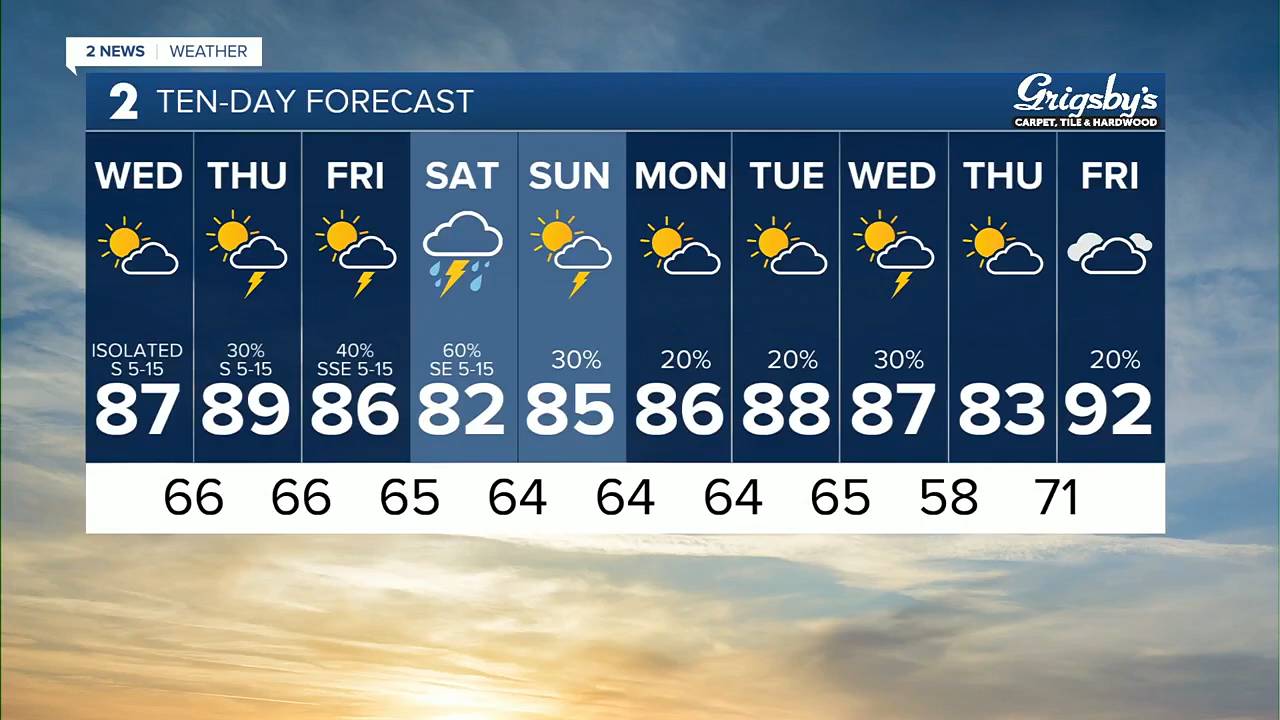 2 NEWS | WEATHER
2 TEN-DAY FORECAST
Grigsby's
CARPET, TILE & HARDWOOD
WED THU FRI SAT SUN MON TUE WED THU FRI
ISOLATED 30% 40% 60% 30% 20% 20% 30% 20%
S 5-15 S 5-15 SSE 5-15 SE 5-15
87 89 86 82 85 86 88 87 83 92
66 66 65 64 64 64 65 58 71